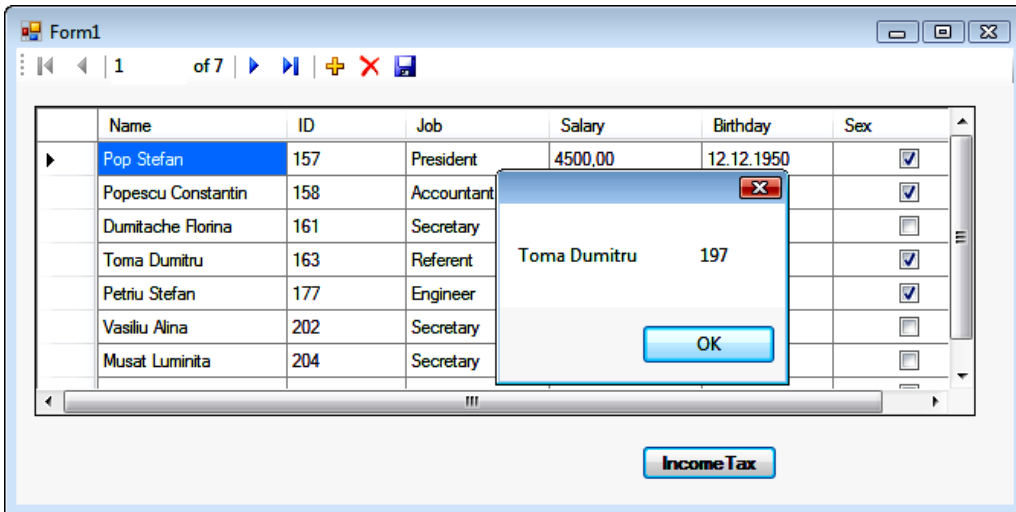 Form1
1 of 7
Name ID Job Salary Birthday Sex
Pop Stefan 157 President 4500,00 12.12.1950
Popescu Constantin 158 Accountant
Dumitache Florina 161 Secretary
Toma Dumitru 163 Referent
Petriu Stefan 177 Engineer
Vasiliu Alina 202 Secretary
Musat Luminita 204 Secretary
Toma Dumitru 197
OK
IncomeTax